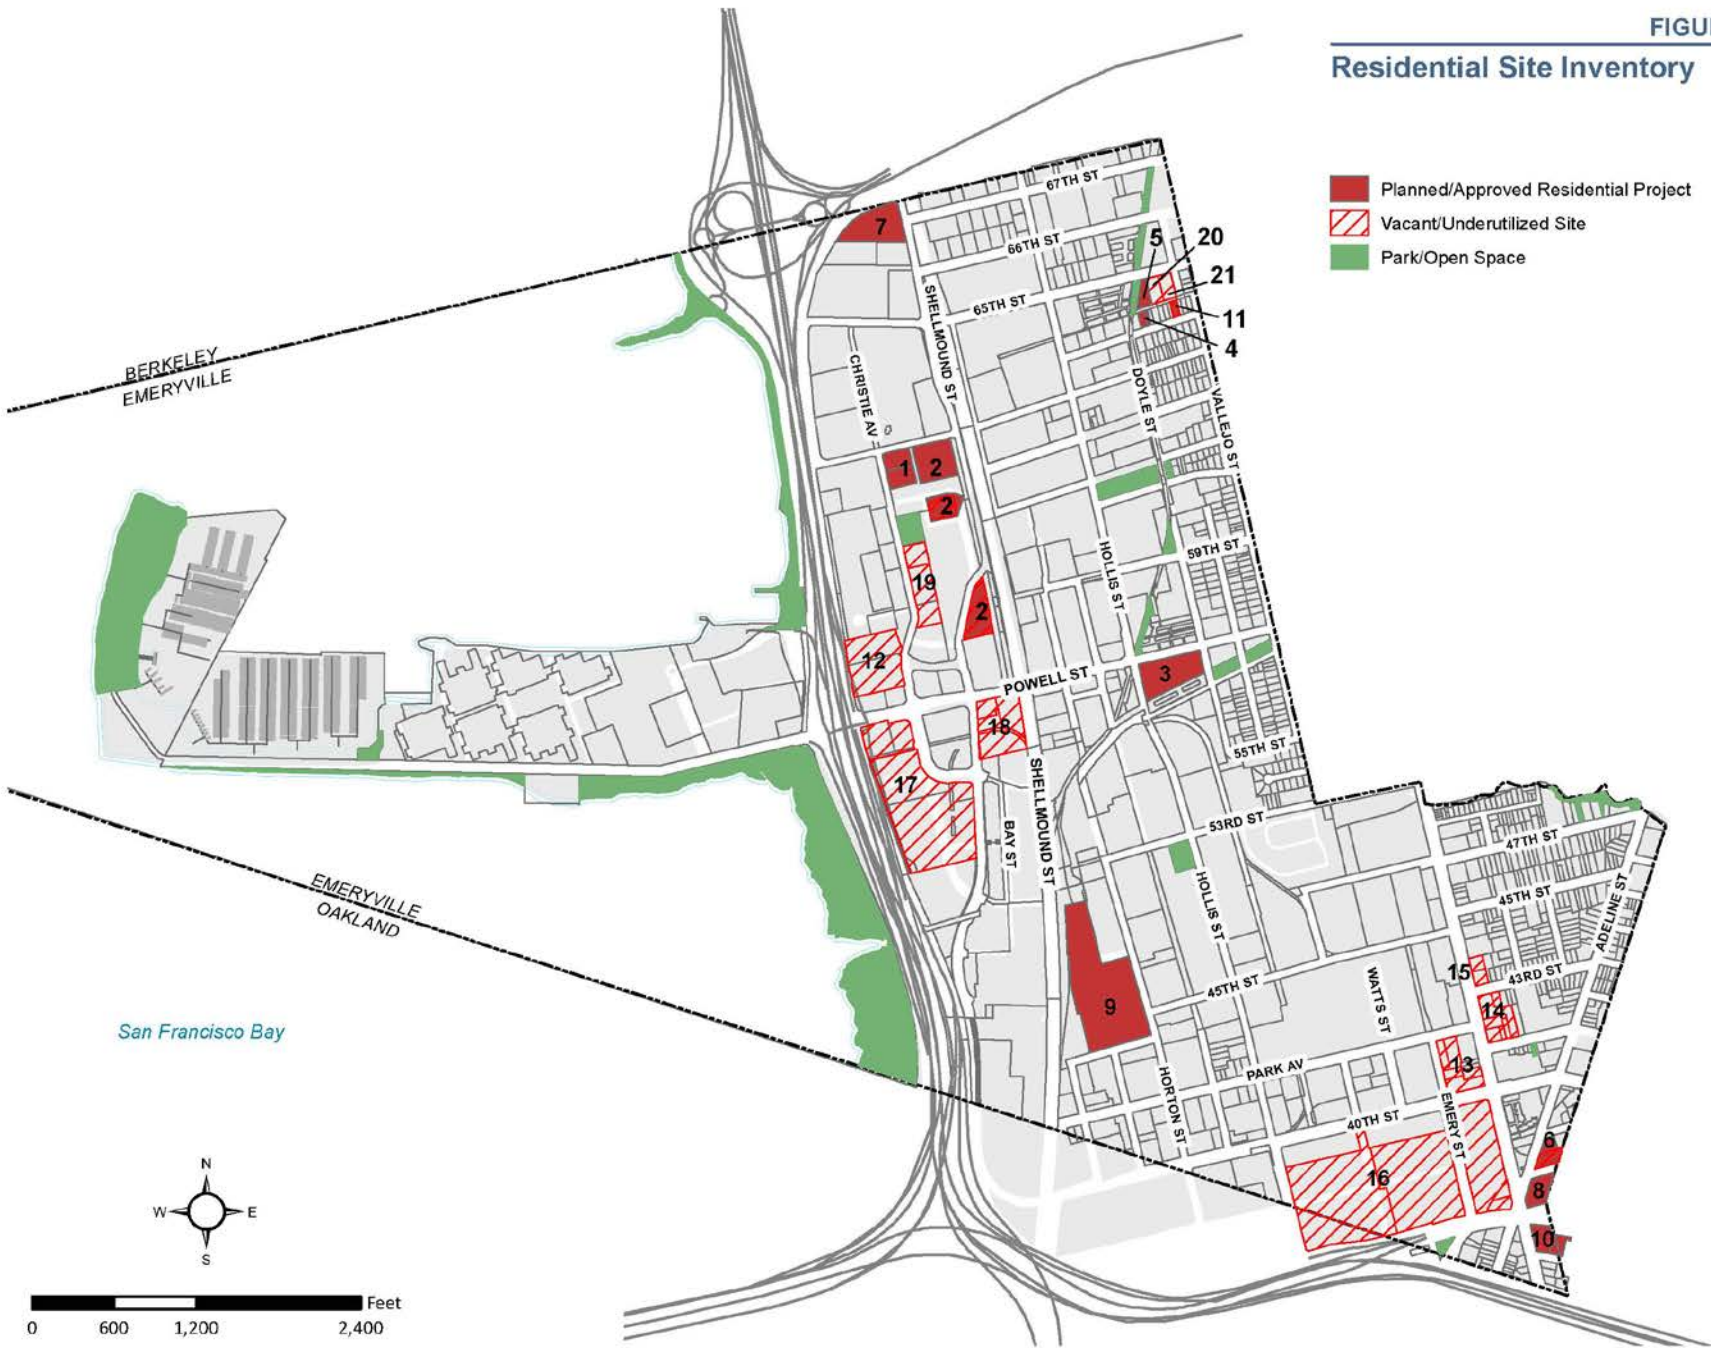 FIGU
Residential Site Inventory
Planned/Approved Residential Project
Vacant/Underutilized Site
Park/Open Space
67TH ST
7
66TH ST
5
20
21
65TH ST
SHELLMOUND ST
11
4
BERKELEY
EMERYVILLE
CHRISTIE AV
DOYLE ST
VALLEJO ST
1
2
2
HOLLIS ST
59TH ST
19
2
12
POWELL ST
3
18
55TH ST
17
SHELLMOUND ST
BAY ST
53RD ST
47TH ST
EMERYVILLE
OAKLAND
HOLLIS ST
45TH ST
ADELINE ST
15
43RD ST
45TH ST
WATTS ST
9
14
San Francisco Bay
PARK AV
13
HORTON ST
40TH ST
EMERY ST
6
16
8
10
N
W
E
S
Feet
0
600
1,200
2,400